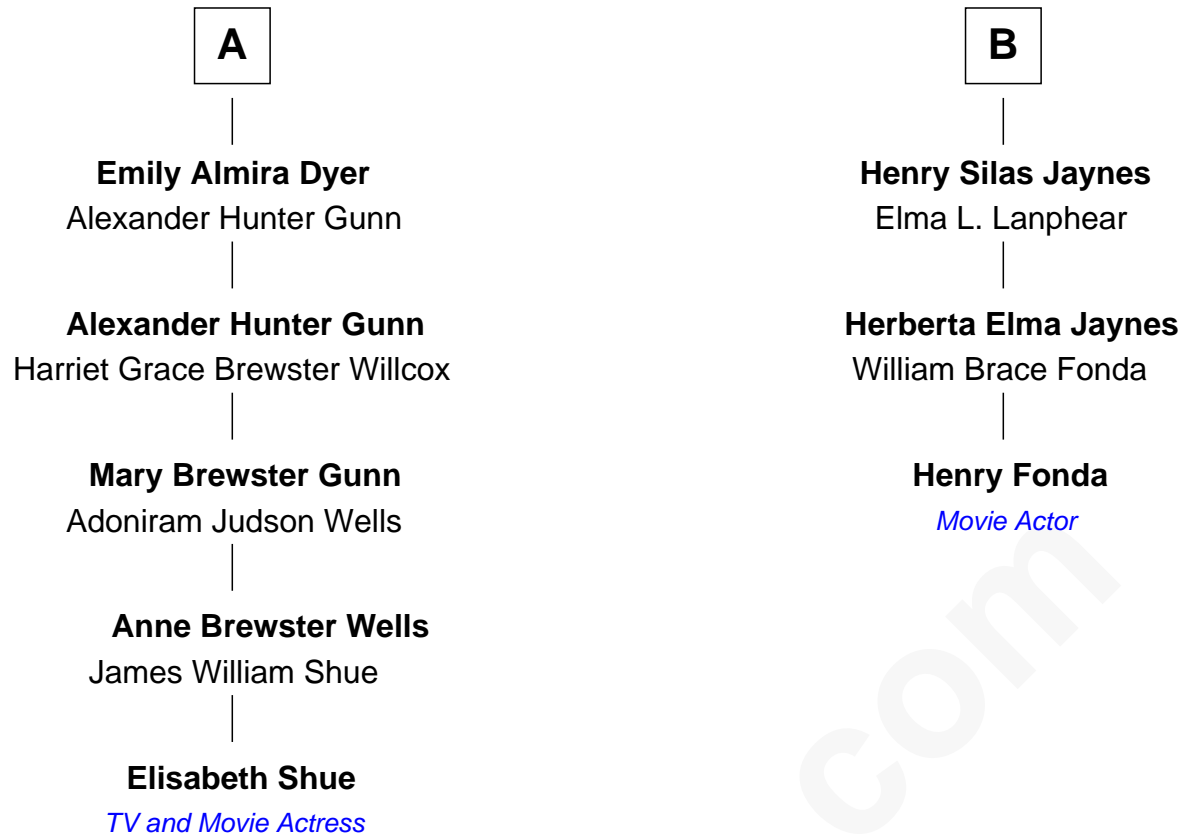 A
Emily Almira Dyer
Alexander Hunter Gunn
Alexander Hunter Gunn
Harriet Grace Brewster Willcox
Mary Brewster Gunn
Adoniram Judson Wells
Anne Brewster Wells
James William Shue
Elisabeth Shue
TV and Movie Actress
B
Henry Silas Jaynes
Elma L. Lanphear
Herberta Elma Jaynes
William Brace Fonda
Henry Fonda
Movie Actor
com